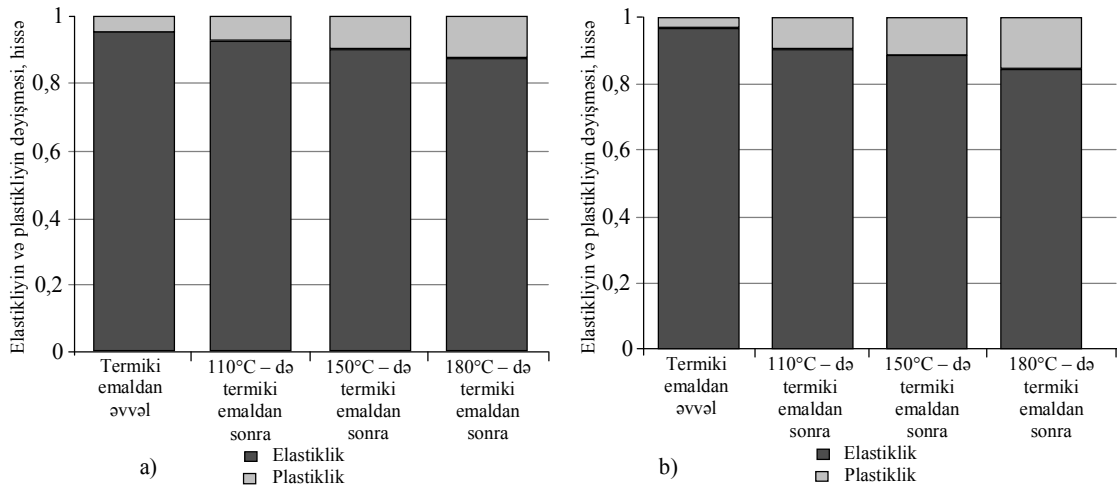 Elastikliyin və plastikliyin dəyişməsi, hissə
1
0,8
0,6
0,4
0,2
0
Termiki
emaldan
əvvəl
110°C – də
termiki
emaldan
sonra
150°C – də
termiki
emaldan
sonra
180°C – də
termiki
emaldan
sonra
a)
Elastiklik
Plastiklik
Elastikliyin və plastikliyin dəyişməsi, hissə
1
0,8
0,6
0,4
0,2
0
Termiki
emaldan
əvvəl
110°C – də
termiki
emaldan
sonra
150°C – də
termiki
emaldan
sonra
180°C – də
termiki
emaldan
sonra
b)
Elastiklik
Plastiklik